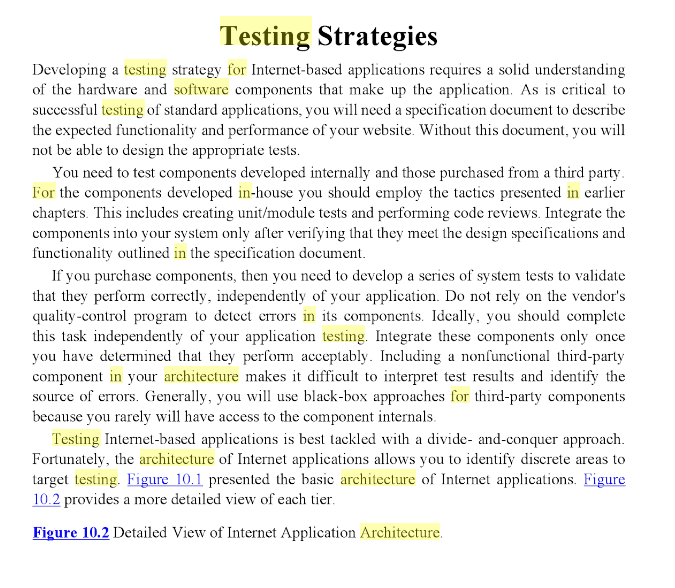 Testing Strategies
Developing a testing strategy for Internet-based applications requires a solid understanding
of the hardware and software components that make up the application. As is critical to
successful testing of standard applications, you will need a specification document to describe
the expected functionality and performance of your website. Without this document, you will
not be able to design the appropriate tests.
You need to test components developed internally and those purchased from a third party.
For the components developed in-house you should employ the tactics presented in earlier
chapters. This includes creating unit/module tests and performing code reviews. Integrate the
components into your system only after verifying that they meet the design specifications and
functionality outlined in the specification document.
If you purchase components, then you need to develop a series of system tests to validate
that they perform correctly, independently of your application. Do not rely on the vendor's
quality-control program to detect errors in its components. Ideally, you should complete
this task independently of your application testing. Integrate these components only once
you have determined that they perform acceptably. Including a nonfunctional third-party
component in your architecture makes it difficult to interpret test results and identify the
source of errors. Generally, you will use black-box approaches for third-party components
because you rarely will have access to the component internals.
Testing Internet-based applications is best tackled with a divide- and-conquer approach.
Fortunately, the architecture of Internet applications allows you to identify discrete areas to
target testing. Figure 10.1 presented the basic architecture of Internet applications. Figure
10.2 provides a more detailed view of each tier.
Figure 10.2 Detailed View of Internet Application Architecture.